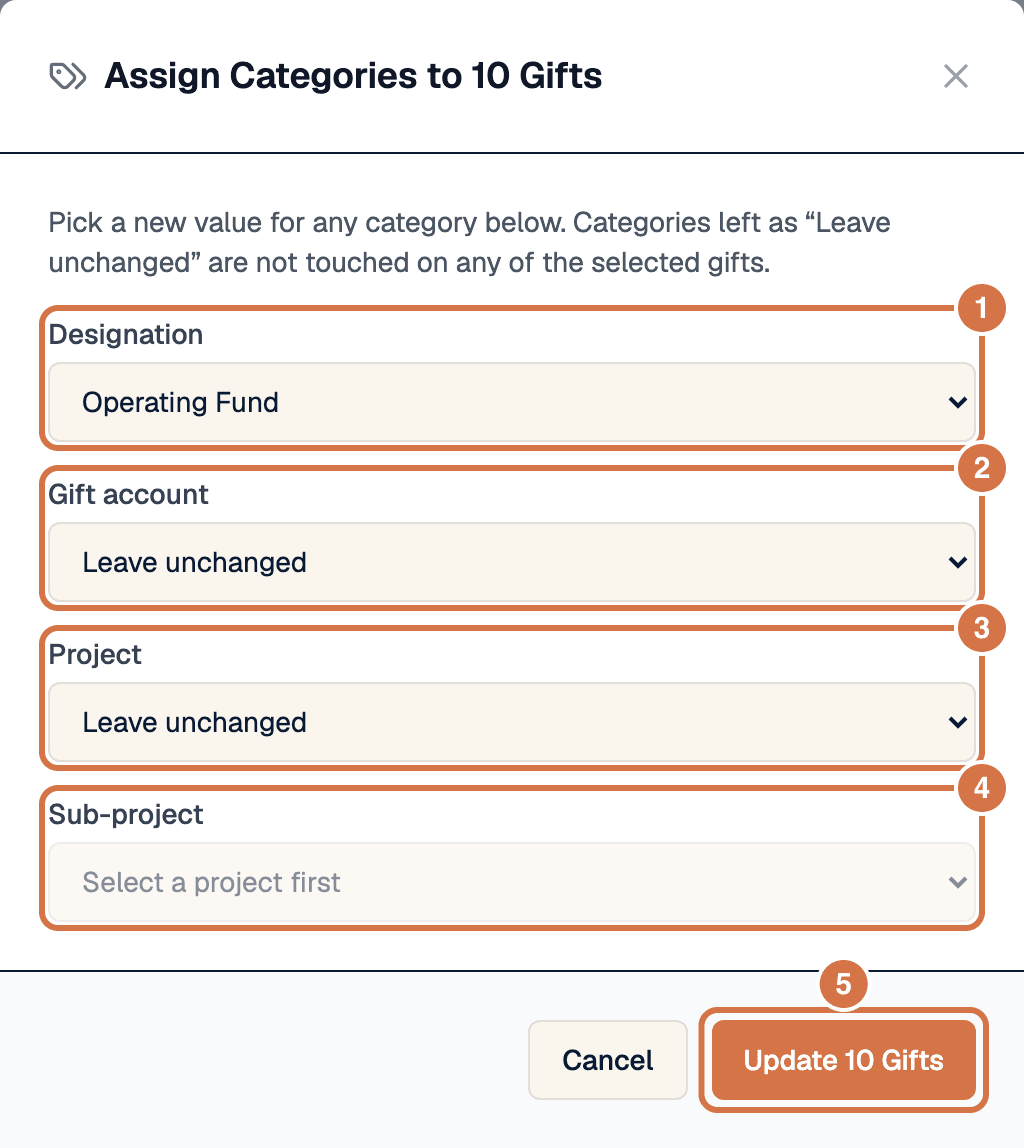 Assign Categories to 10 Gifts
Pick a new value for any category below. Categories left as “Leave
unchanged” are not touched on any of the selected gifts.
1
Designation
Operating Fund
2
Gift account
Leave unchanged
3
Project
Leave unchanged
4
Sub-project
Select a project first
5
Cancel
Update 10 Gifts